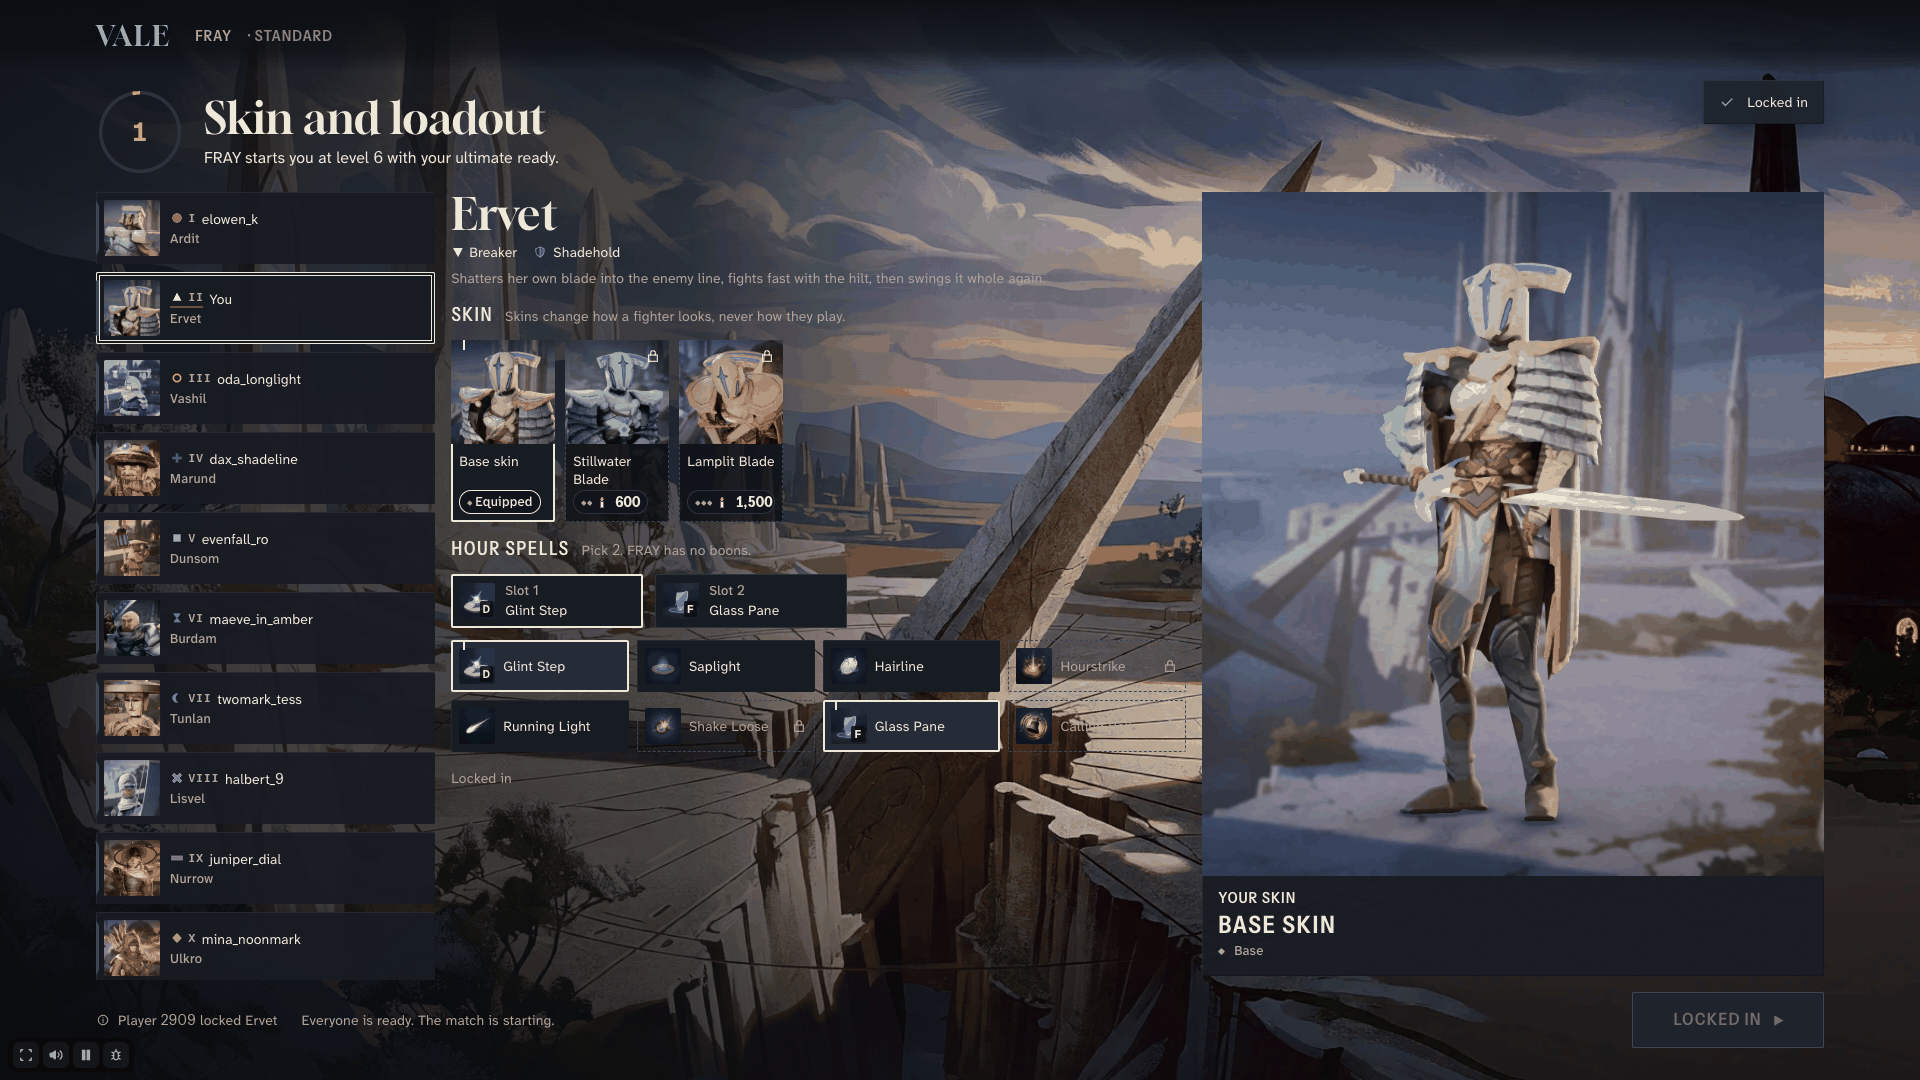 VALE FRAY · STANDARD
1
Skin and loadout
FRAY starts you at level 6 with your ultimate ready.
Locked in
I elowen_k
Ardit
II You
Ervet
III oda_longlight
Vashil
IV dax_shadeline
Marund
V evenfall_ro
Dunsom
VI maeve_in_amber
Burdam
VII twomark_tess
Tunlan
VIII halbert_9
Lisvel
IX juniper_dial
Nurrow
X mina_noonmark
Ulkro
Ervet
Breaker Shadehold
Shatters her own blade into the enemy line, fights fast with the hilt, then swings it whole again.
SKIN Skins change how a fighter looks, never how they play.
Base skin
Equipped
Stillwater
Blade
600
Lamplit Blade
1,500
HOUR SPELLS Pick 2. FRAY has no boons.
D Slot 1
Glint Step
F Slot 2
Glass Pane
D Glint Step
Saplight
Hairline
Hourstrike
Running Light
Shake Loose
F Glass Pane
Locked in
YOUR SKIN
BASE SKIN
Base
Player 2909 locked Ervet Everyone is ready. The match is starting.
LOCKED IN